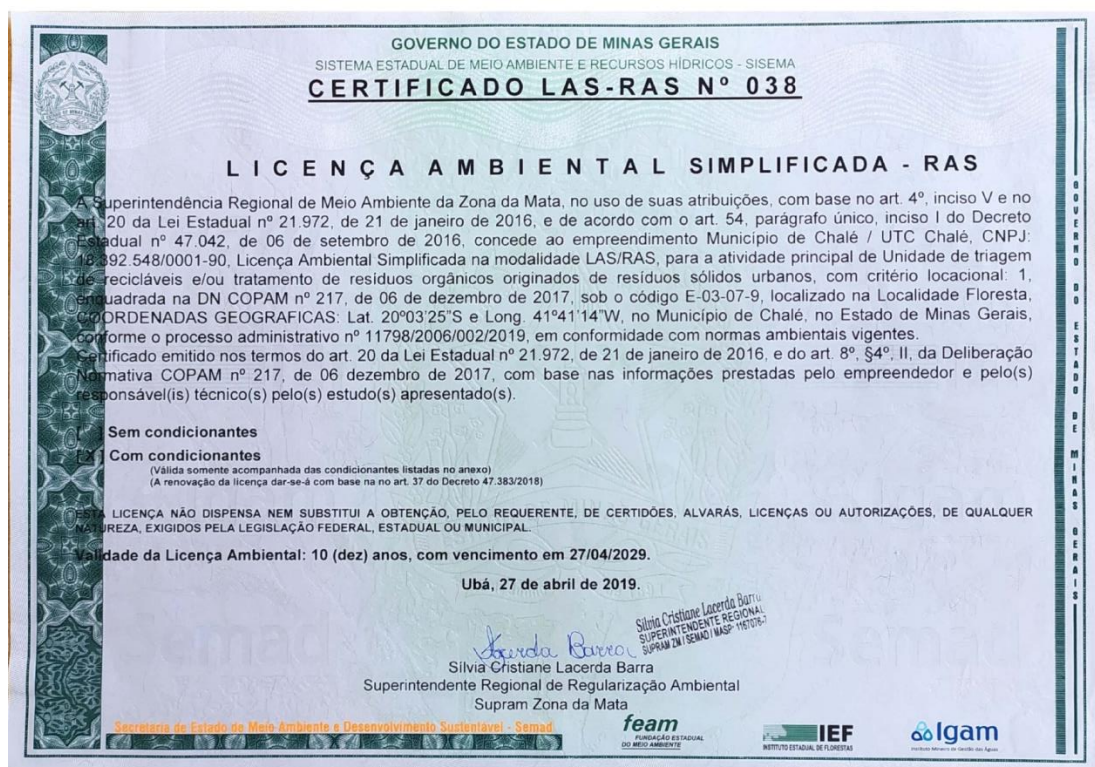 GOVERNO DO ESTADO DE MINAS GERAIS
SISTEMA ESTADUAL DE MEIO AMBIENTE E RECURSOS HÍDRICOS - SISEMA
CERTIFICADO LAS-RAS Nº 038
LICENÇA AMBIENTAL SIMPLIFICADA - RAS
A Superintendência Regional de Meio Ambiente da Zona da Mata, no uso de suas atribuições, com base no art. 4º, inciso V e no
art. 20 da Lei Estadual nº 21.972, de 21 de janeiro de 2016, e de acordo com o art. 54, parágrafo único, inciso I do Decreto
Estadual nº 47.042, de 06 de setembro de 2016, concede ao empreendimento Município de Chalé / UTC Chalé, CNPJ:
18.392.548/0001-90, Licença Ambiental Simplificada na modalidade LAS/RAS, para a atividade principal de Unidade de triagem
de recicláveis e/ou tratamento de resíduos orgânicos originados de resíduos sólidos urbanos, com critério locacional: 1,
enquadrada na DN COPAM nº 217, de 06 de dezembro de 2017, sob o código E-03-07-9, localizado na Localidade Floresta,
COORDENADAS GEOGRAFICAS: Lat. 20º03'25"S e Long. 41º41'14"W, no Município de Chalé, no Estado de Minas Gerais,
conforme o processo administrativo nº 11798/2006/002/2019, em conformidade com normas ambientais vigentes.
Certificado emitido nos termos do art. 20 da Lei Estadual nº 21.972, de 21 de janeiro de 2016, e do art. 8º, §4º, II, da Deliberação
Normativa COPAM nº 217, de 06 dezembro de 2017, com base nas informações prestadas pelo empreendedor e pelo(s)
responsável(is) técnico(s) pelo(s) estudo(s) apresentado(s).
[ ] Sem condicionantes
[X] Com condicionantes
(Válida somente acompanhada das condicionantes listadas no anexo)
(A renovação da licença dar-se-á com base na no art. 37 do Decreto 47.383/2018)
ESTA LICENÇA NÃO DISPENSA NEM SUBSTITUI A OBTENÇÃO, PELO REQUERENTE, DE CERTIDÕES, ALVARÁS, LICENÇAS OU AUTORIZAÇÕES, DE QUALQUER
NATUREZA, EXIGIDOS PELA LEGISLAÇÃO FEDERAL, ESTADUAL OU MUNICIPAL.
Validade da Licença Ambiental: 10 (dez) anos, com vencimento em 27/04/2029.
Ubá, 27 de abril de 2019.
Silvia Cristiane Lacerda Barra
SUPERINTENDENTE REGIONAL
SUPRAM ZM / SEMAD / MASP: 1167076-7
Lacerda Barra
Silvia Cristiane Lacerda Barra
Superintendente Regional de Regularização Ambiental
Supram Zona da Mata
Secretaria de Estado de Meio Ambiente e Desenvolvimento Sustentável - Semad
feam
FUNDAÇÃO ESTADUAL
DO MEIO AMBIENTE
IEF
INSTITUTO ESTADUAL DE FLORESTAS
Igam
Instituto Mineiro de Gestão das Águas
GOVERNO DO ESTADO DE MINAS GERAIS
Semad
Semad